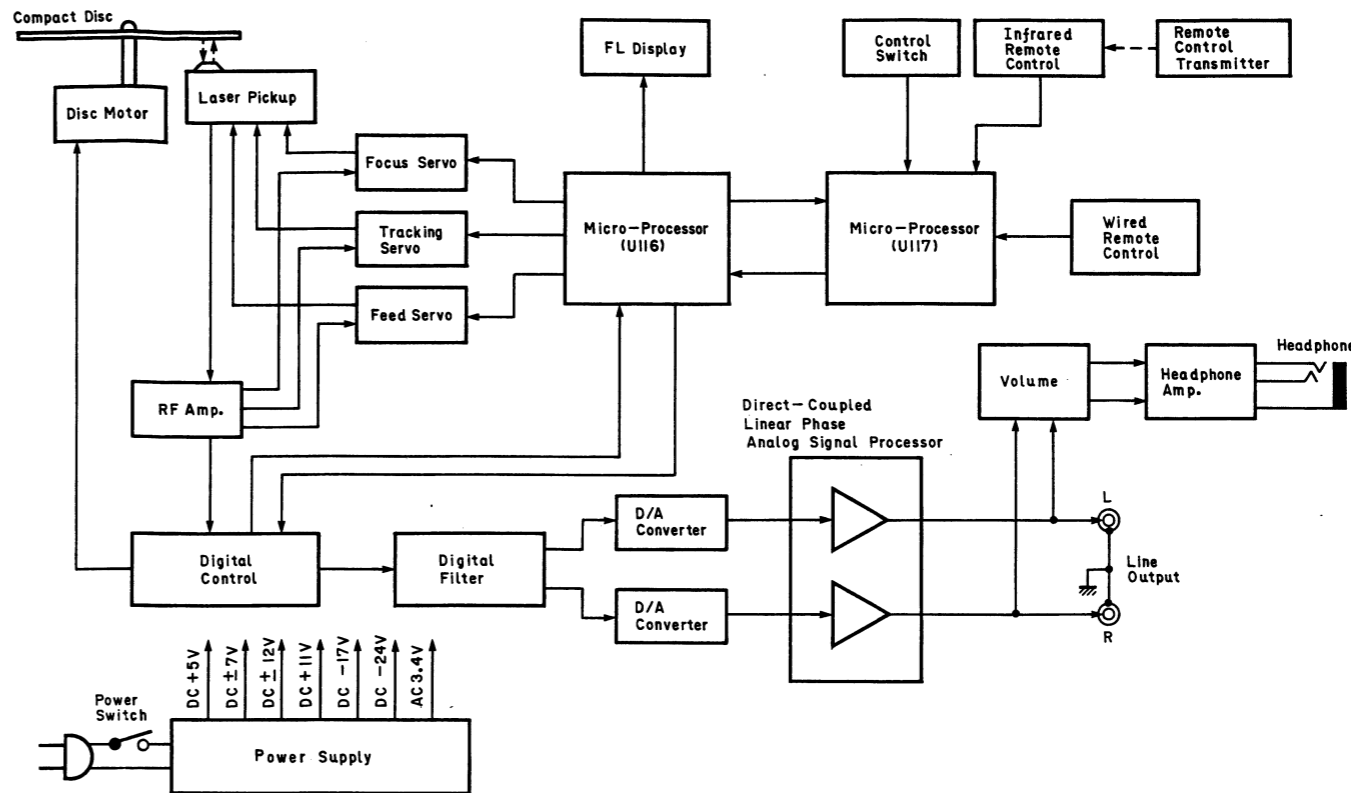 Compact Disc
Disc Motor
Laser Pickup
FL Display
Control
Switch
Infrared
Remote
Control
Remote
Control
Transmitter
Focus Servo
Tracking
Servo
Feed Servo
Micro-Processor
(U116)
Micro-Processor
(U117)
Wired
Remote
Control
RF Amp.
Volume
Headphone
Amp.
Headphone
Direct-Coupled
Linear Phase
Analog Signal Processor
Digital
Control
Digital
Filter
D/A
Converter
D/A
Converter
L
Line
Output
R
DC+5V
DC±7V
DC±12V
DC+11V
DC-17V
DC-24V
AC3.4V
Power
Switch
Power Supply